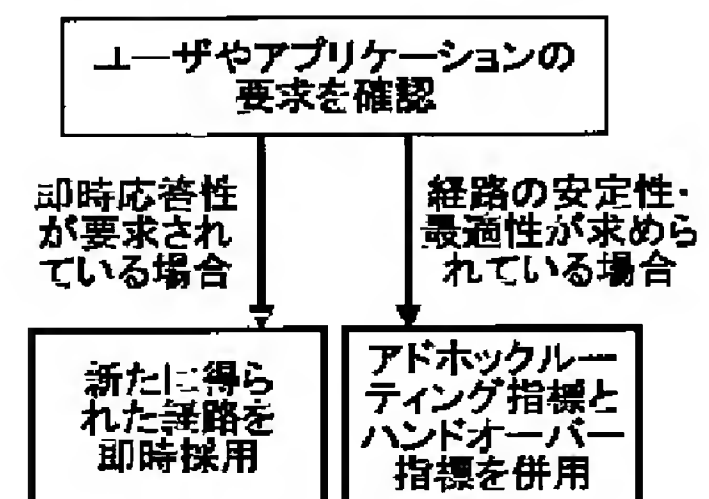 ユーザやアプリケーションの
要求を確認
即時応答性
が要求され
ている場合
経路の安定性・
最適性が求めら
れている場合
新たに得ら
れた経路を
即時採用
アドホックルー
ティング指標と
ハンドオーバー
指標を併用